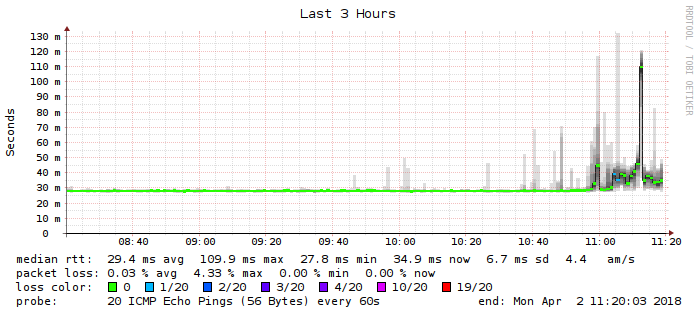 Last 3 Hours
RRDTOOL / TOBI OETIKER
Seconds
130 m
120 m
110 m
100 m
90 m
80 m
70 m
60 m
50 m
40 m
30 m
20 m
10 m
0
08:40 09:00 09:20 09:40 10:00 10:20 10:40 11:00 11:20
median rtt: 29.4 ms avg 109.9 ms max 27.8 ms min 34.9 ms now 6.7 ms sd 4.4 am/s
packet loss: 0.03 % avg 4.33 % max 0.00 % min 0.00 % now
loss color: 0 1/20 2/20 3/20 4/20 10/20 19/20
probe: 20 ICMP Echo Pings (56 Bytes) every 60s end: Mon Apr 2 11:20:03 2018